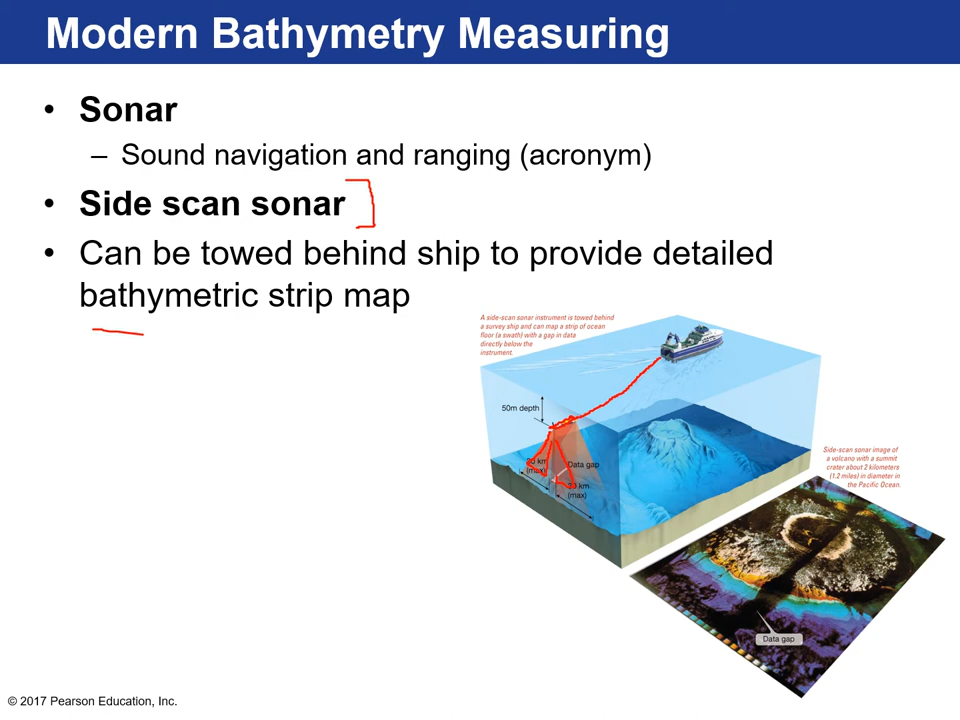 Modern Bathymetry Measuring
• Sonar
– Sound navigation and ranging (acronym)
• Side scan sonar
• Can be towed behind ship to provide detailed
bathymetric strip map
A side-scan sonar instrument is towed behind
a survey ship and can map a strip of ocean
floor (a swath) with a gap in data
directly below the
instrument.
50m depth
km
(max)
Data gap
km
(max)
Side-scan sonar image of
a volcano with a summit
crater about 2 kilometers
(1.2 miles) in diameter in
the Pacific Ocean.
Data gap
© 2017 Pearson Education, Inc.